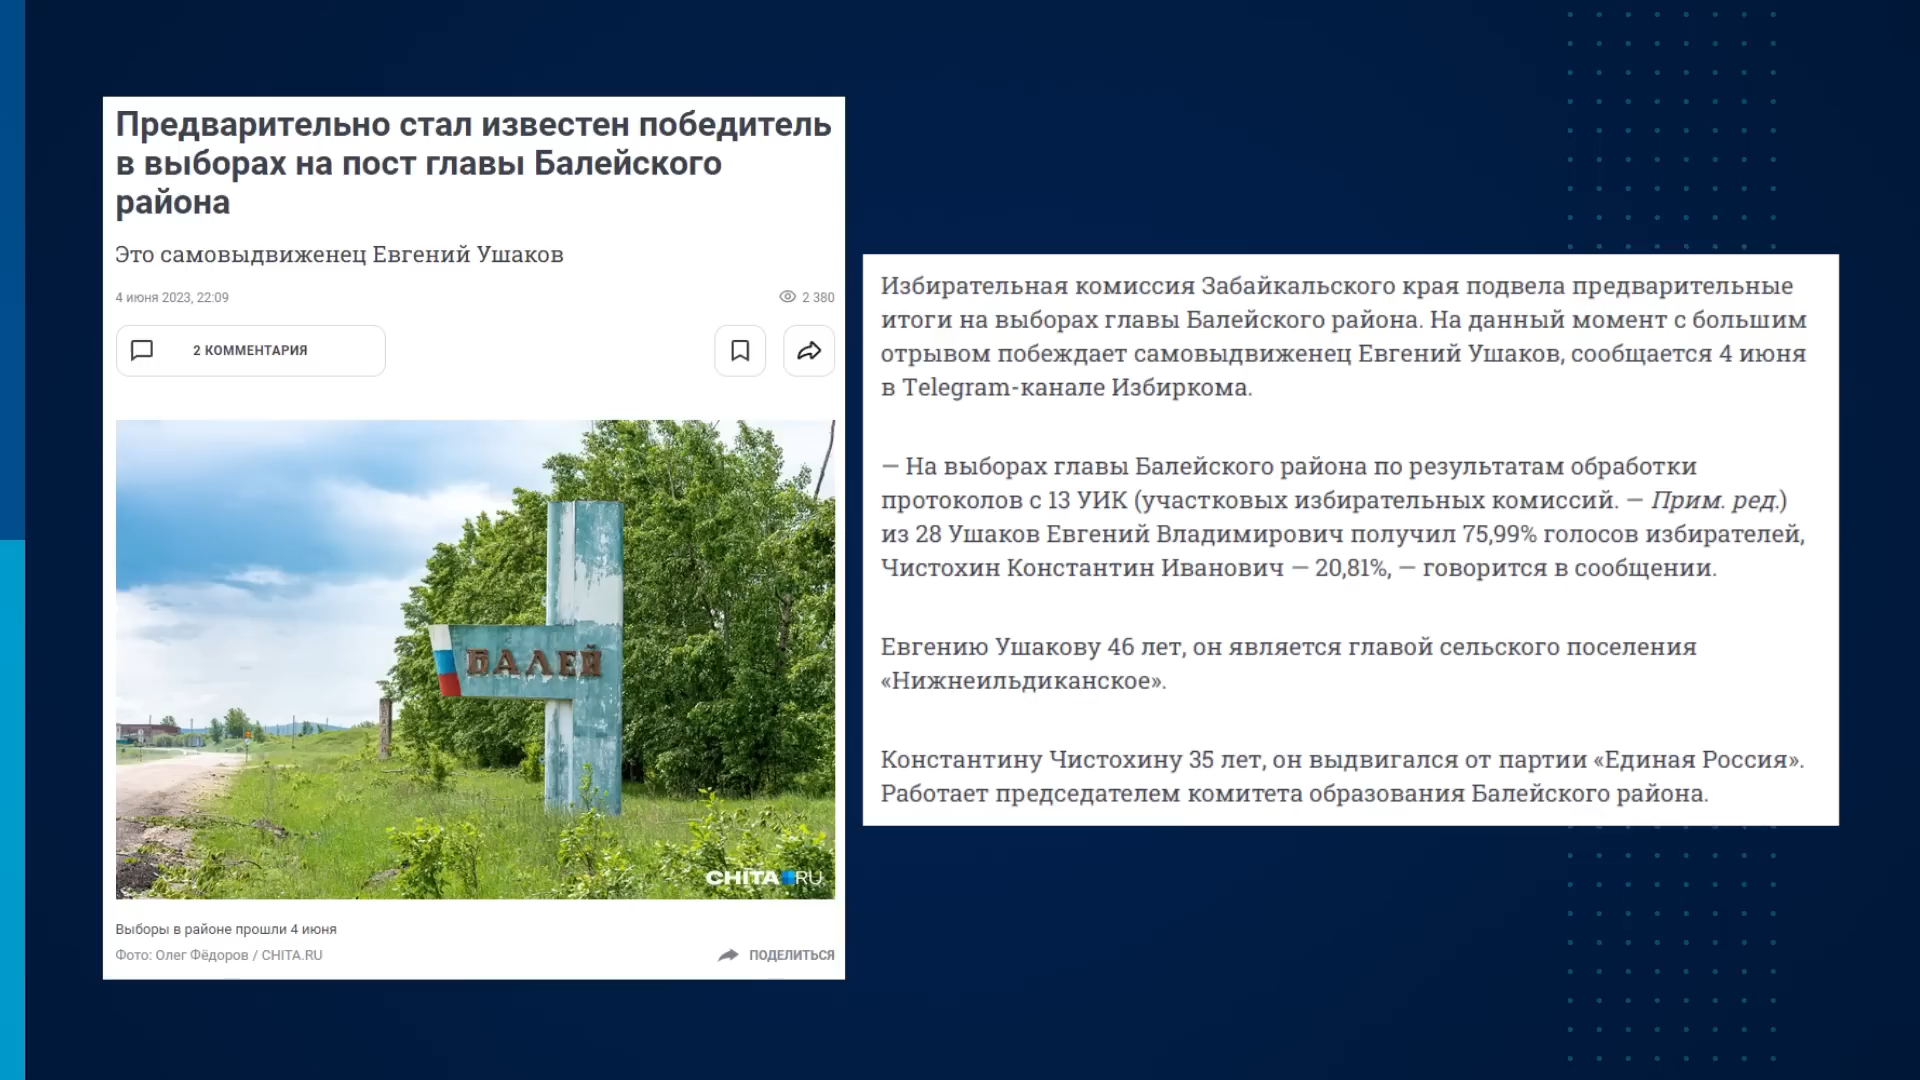 Предварительно стал известен победитель
в выборах на пост главы Балейского
района
Это самовыдвиженец Евгений Ушаков
4 июня 2023, 22:09
2 380
2 КОММЕНТАРИЯ
БАЛЕЙ
CHITA.RU
Выборы в районе прошли 4 июня
Фото: Олег Фёдоров / CHITA.RU
ПОДЕЛИТЬСЯ
Избирательная комиссия Забайкальского края подвела предварительные
итоги на выборах главы Балейского района. На данный момент с большим
отрывом побеждает самовыдвиженец Евгений Ушаков, сообщается 4 июня
в Telegram-канале Избиркома.
— На выборах главы Балейского района по результатам обработки
протоколов с 13 УИК (участковых избирательных комиссий. — Прим. ред.)
из 28 Ушаков Евгений Владимирович получил 75,99% голосов избирателей,
Чистохин Константин Иванович — 20,81%, — говорится в сообщении.
Евгению Ушакову 46 лет, он является главой сельского поселения
«Нижнеильдиканское».
Константину Чистохину 35 лет, он выдвигался от партии «Единая Россия».
Работает председателем комитета образования Балейского района.